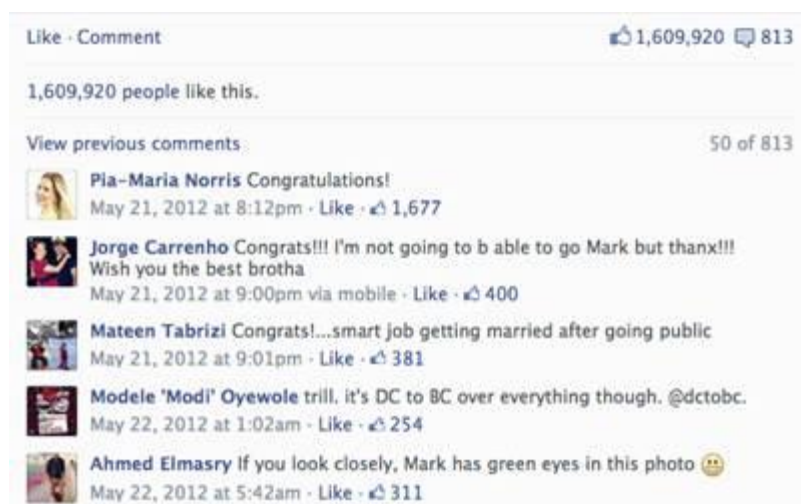 Like · Comment 1,609,920 813
1,609,920 people like this.
View previous comments 50 of 813
Pia-Maria Norris Congratulations!
May 21, 2012 at 8:12pm · Like · 1,677
Jorge Carrenho Congrats!!! I'm not going to b able to go Mark but thanx!!!
Wish you the best brotha
May 21, 2012 at 9:00pm via mobile · Like · 400
Mateen Tabrizi Congrats!...smart job getting married after going public
May 21, 2012 at 9:01pm · Like · 381
Modele 'Modi' Oyewole trill. it's DC to BC over everything though. @dctobc.
May 22, 2012 at 1:02am · Like · 254
Ahmed Elmasry If you look closely, Mark has green eyes in this photo
May 22, 2012 at 5:42am · Like · 311